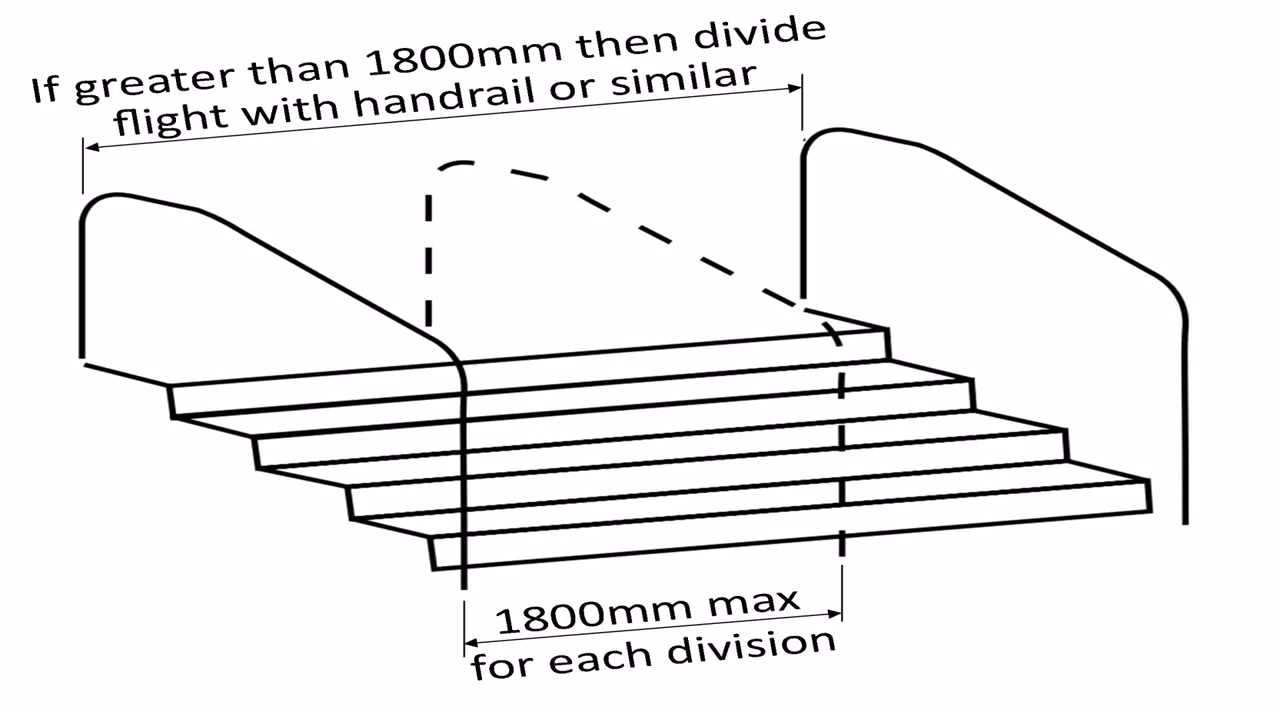 If greater than 1800mm then divide
flight with handrail or similar
1800mm max
for each division